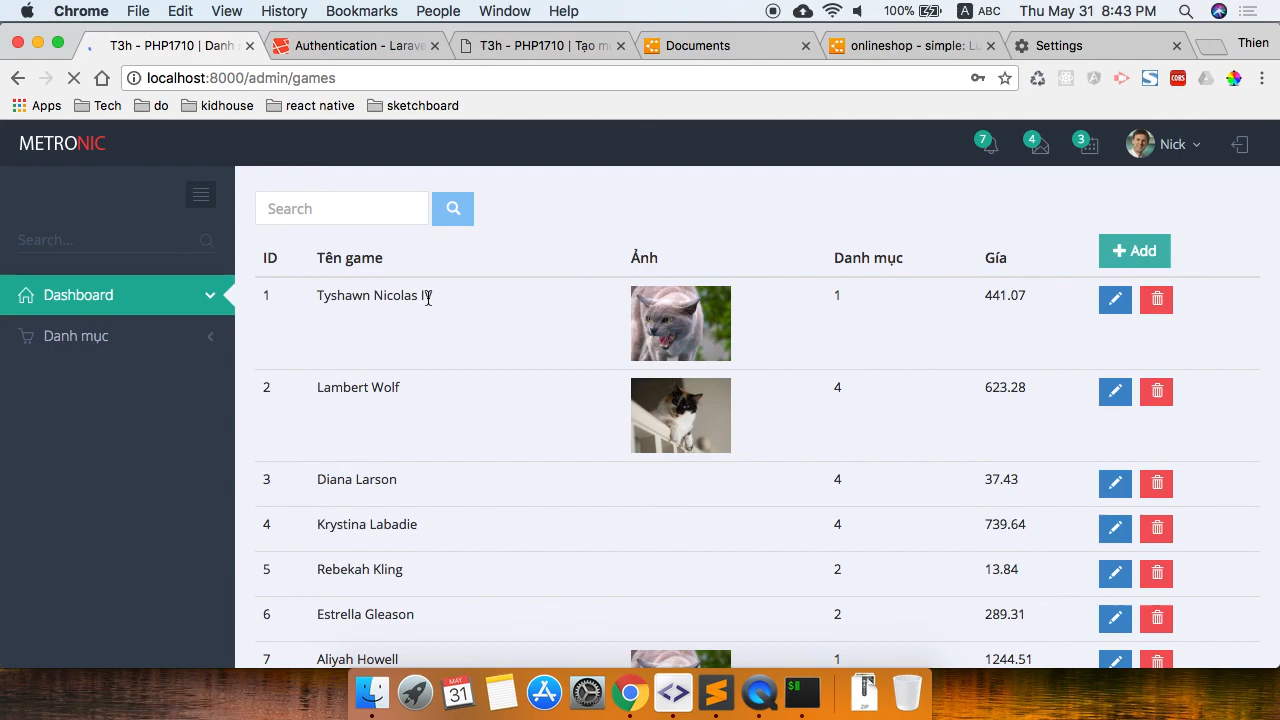 Chrome File Edit View History Bookmarks People Window Help 100% A ABC Thu May 31 8:43 PM
T3h - PHP1710 | Danh s Authentication - Larave T3h - PHP1710 | Tạo m Documents onlineshop - simple: L Settings Thien
localhost:8000/admin/games CORS
Apps Tech do kidhouse react native sketchboard
METRONIC 7 4 3 Nick
Search
Search...
ID Tên game Ảnh Danh mục Gía Add
Dashboard
Danh mục
1 Tyshawn Nicolas IV 1 441.07
2 Lambert Wolf 4 623.28
3 Diana Larson 4 37.43
4 Krystina Labadie 4 739.64
5 Rebekah Kling 2 13.84
6 Estrella Gleason 2 289.31
7 Aliyah Howell 1 1244.51
MAY
31
ZIP